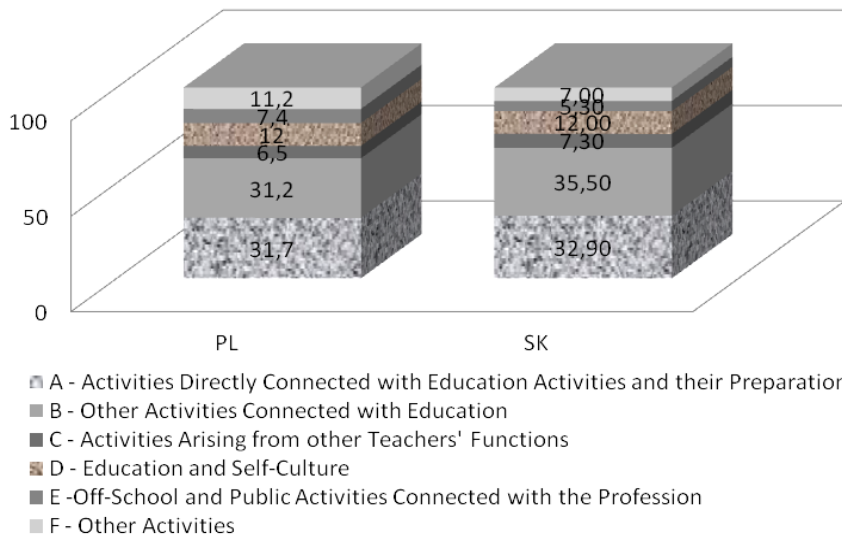 100
50
0
11,2
7,4
12
6,5
31,2
31,7
7,00
5,30
12,00
7,30
35,50
32,90
PL
SK
A - Activities Directly Connected with Education Activities and their Preparation
B - Other Activities Connected with Education
C - Activities Arising from other Teachers' Functions
D - Education and Self-Culture
E -Off-School and Public Activities Connected with the Profession
F - Other Activities